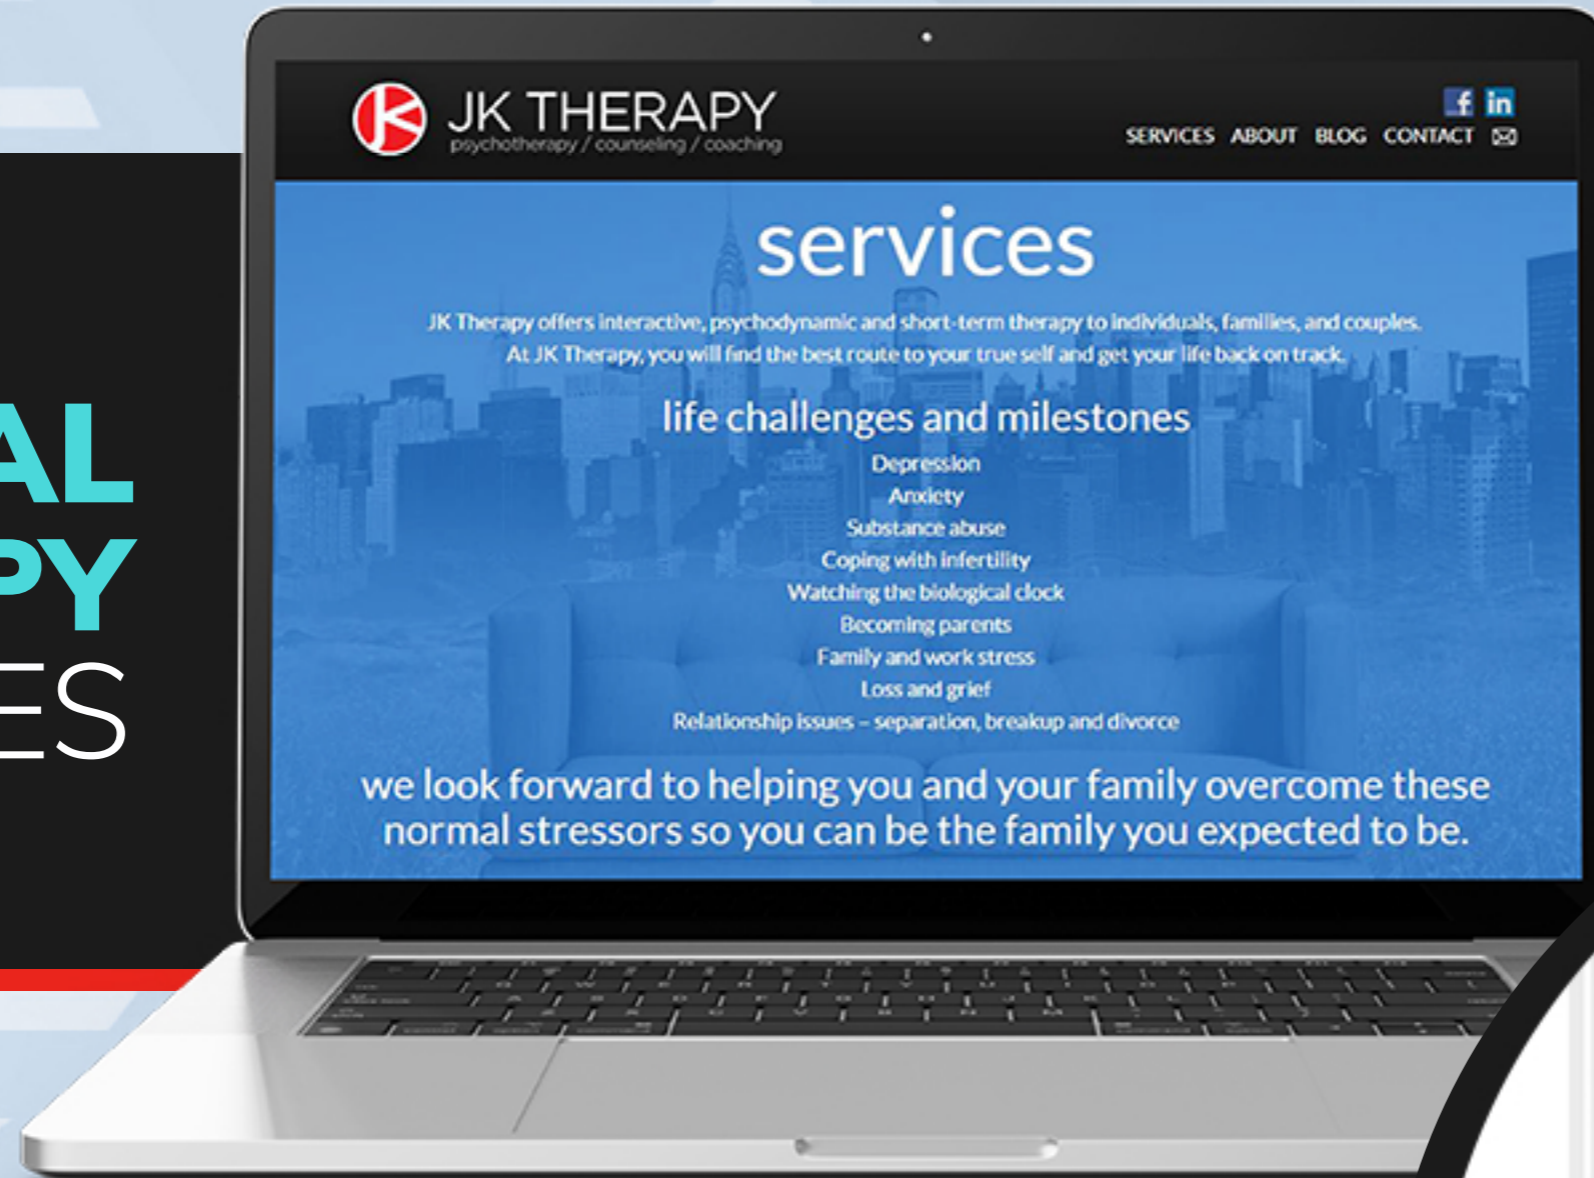 AL
PY
ES
JK THERAPY
psychotherapy / counseling / coaching
f in
SERVICES ABOUT BLOG CONTACT
services
JK Therapy offers interactive, psychodynamic and short-term therapy to individuals, families, and couples.
At JK Therapy, you will find the best route to your true self and get your life back on track.
life challenges and milestones
Depression
Anxiety
Substance abuse
Coping with infertility
Watching the biological clock
Becoming parents
Family and work stress
Loss and grief
Relationship issues – separation, breakup and divorce
we look forward to helping you and your family overcome these
normal stressors so you can be the family you expected to be.